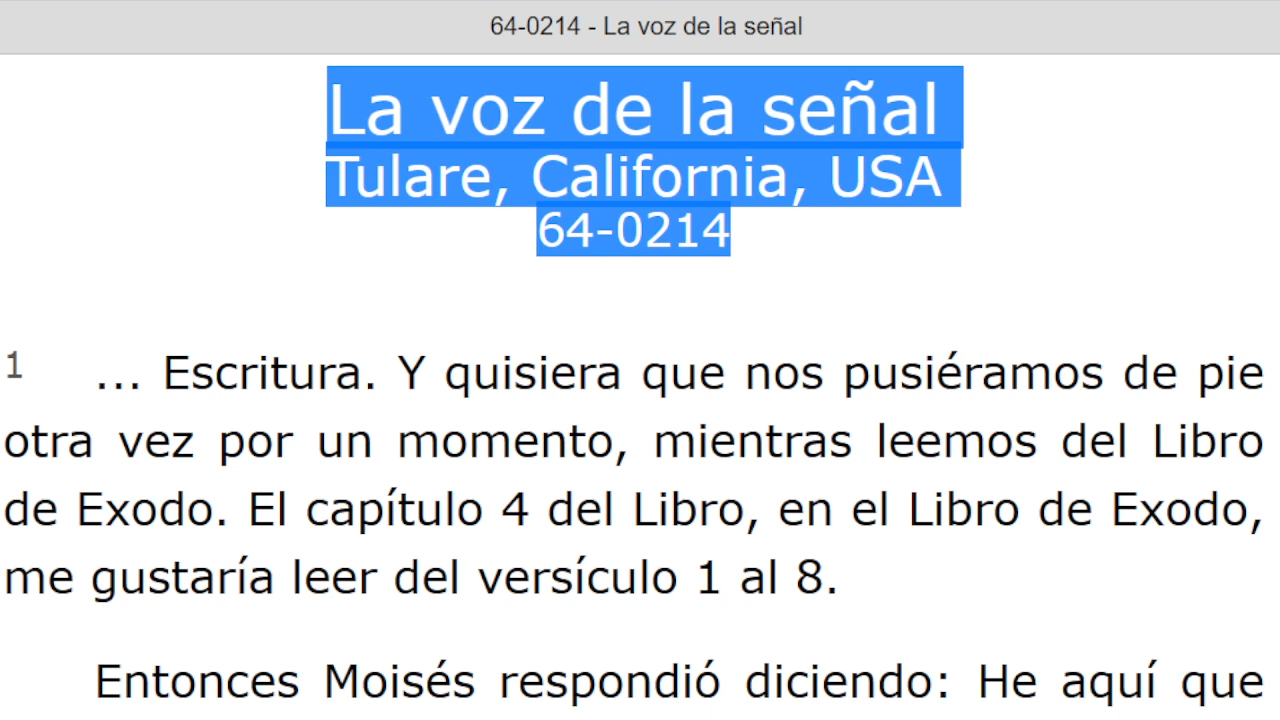 64-0214 - La voz de la señal
La voz de la señal
Tulare, California, USA
64-0214
1 ... Escritura. Y quisiera que nos pusiéramos de pie
otra vez por un momento, mientras leemos del Libro
de Exodo. El capítulo 4 del Libro, en el Libro de Exodo,
me gustaría leer del versículo 1 al 8.
Entonces Moisés respondió diciendo: He aquí que